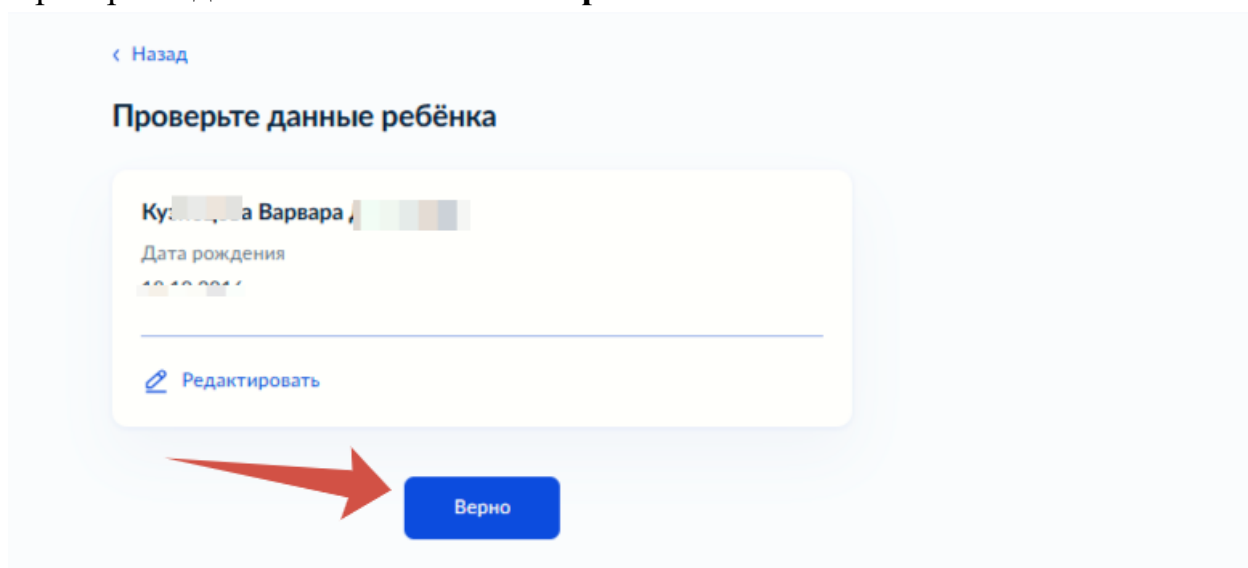 Назад
Проверьте данные ребёнка
Варвара
Дата рождения
Редактировать
Верно